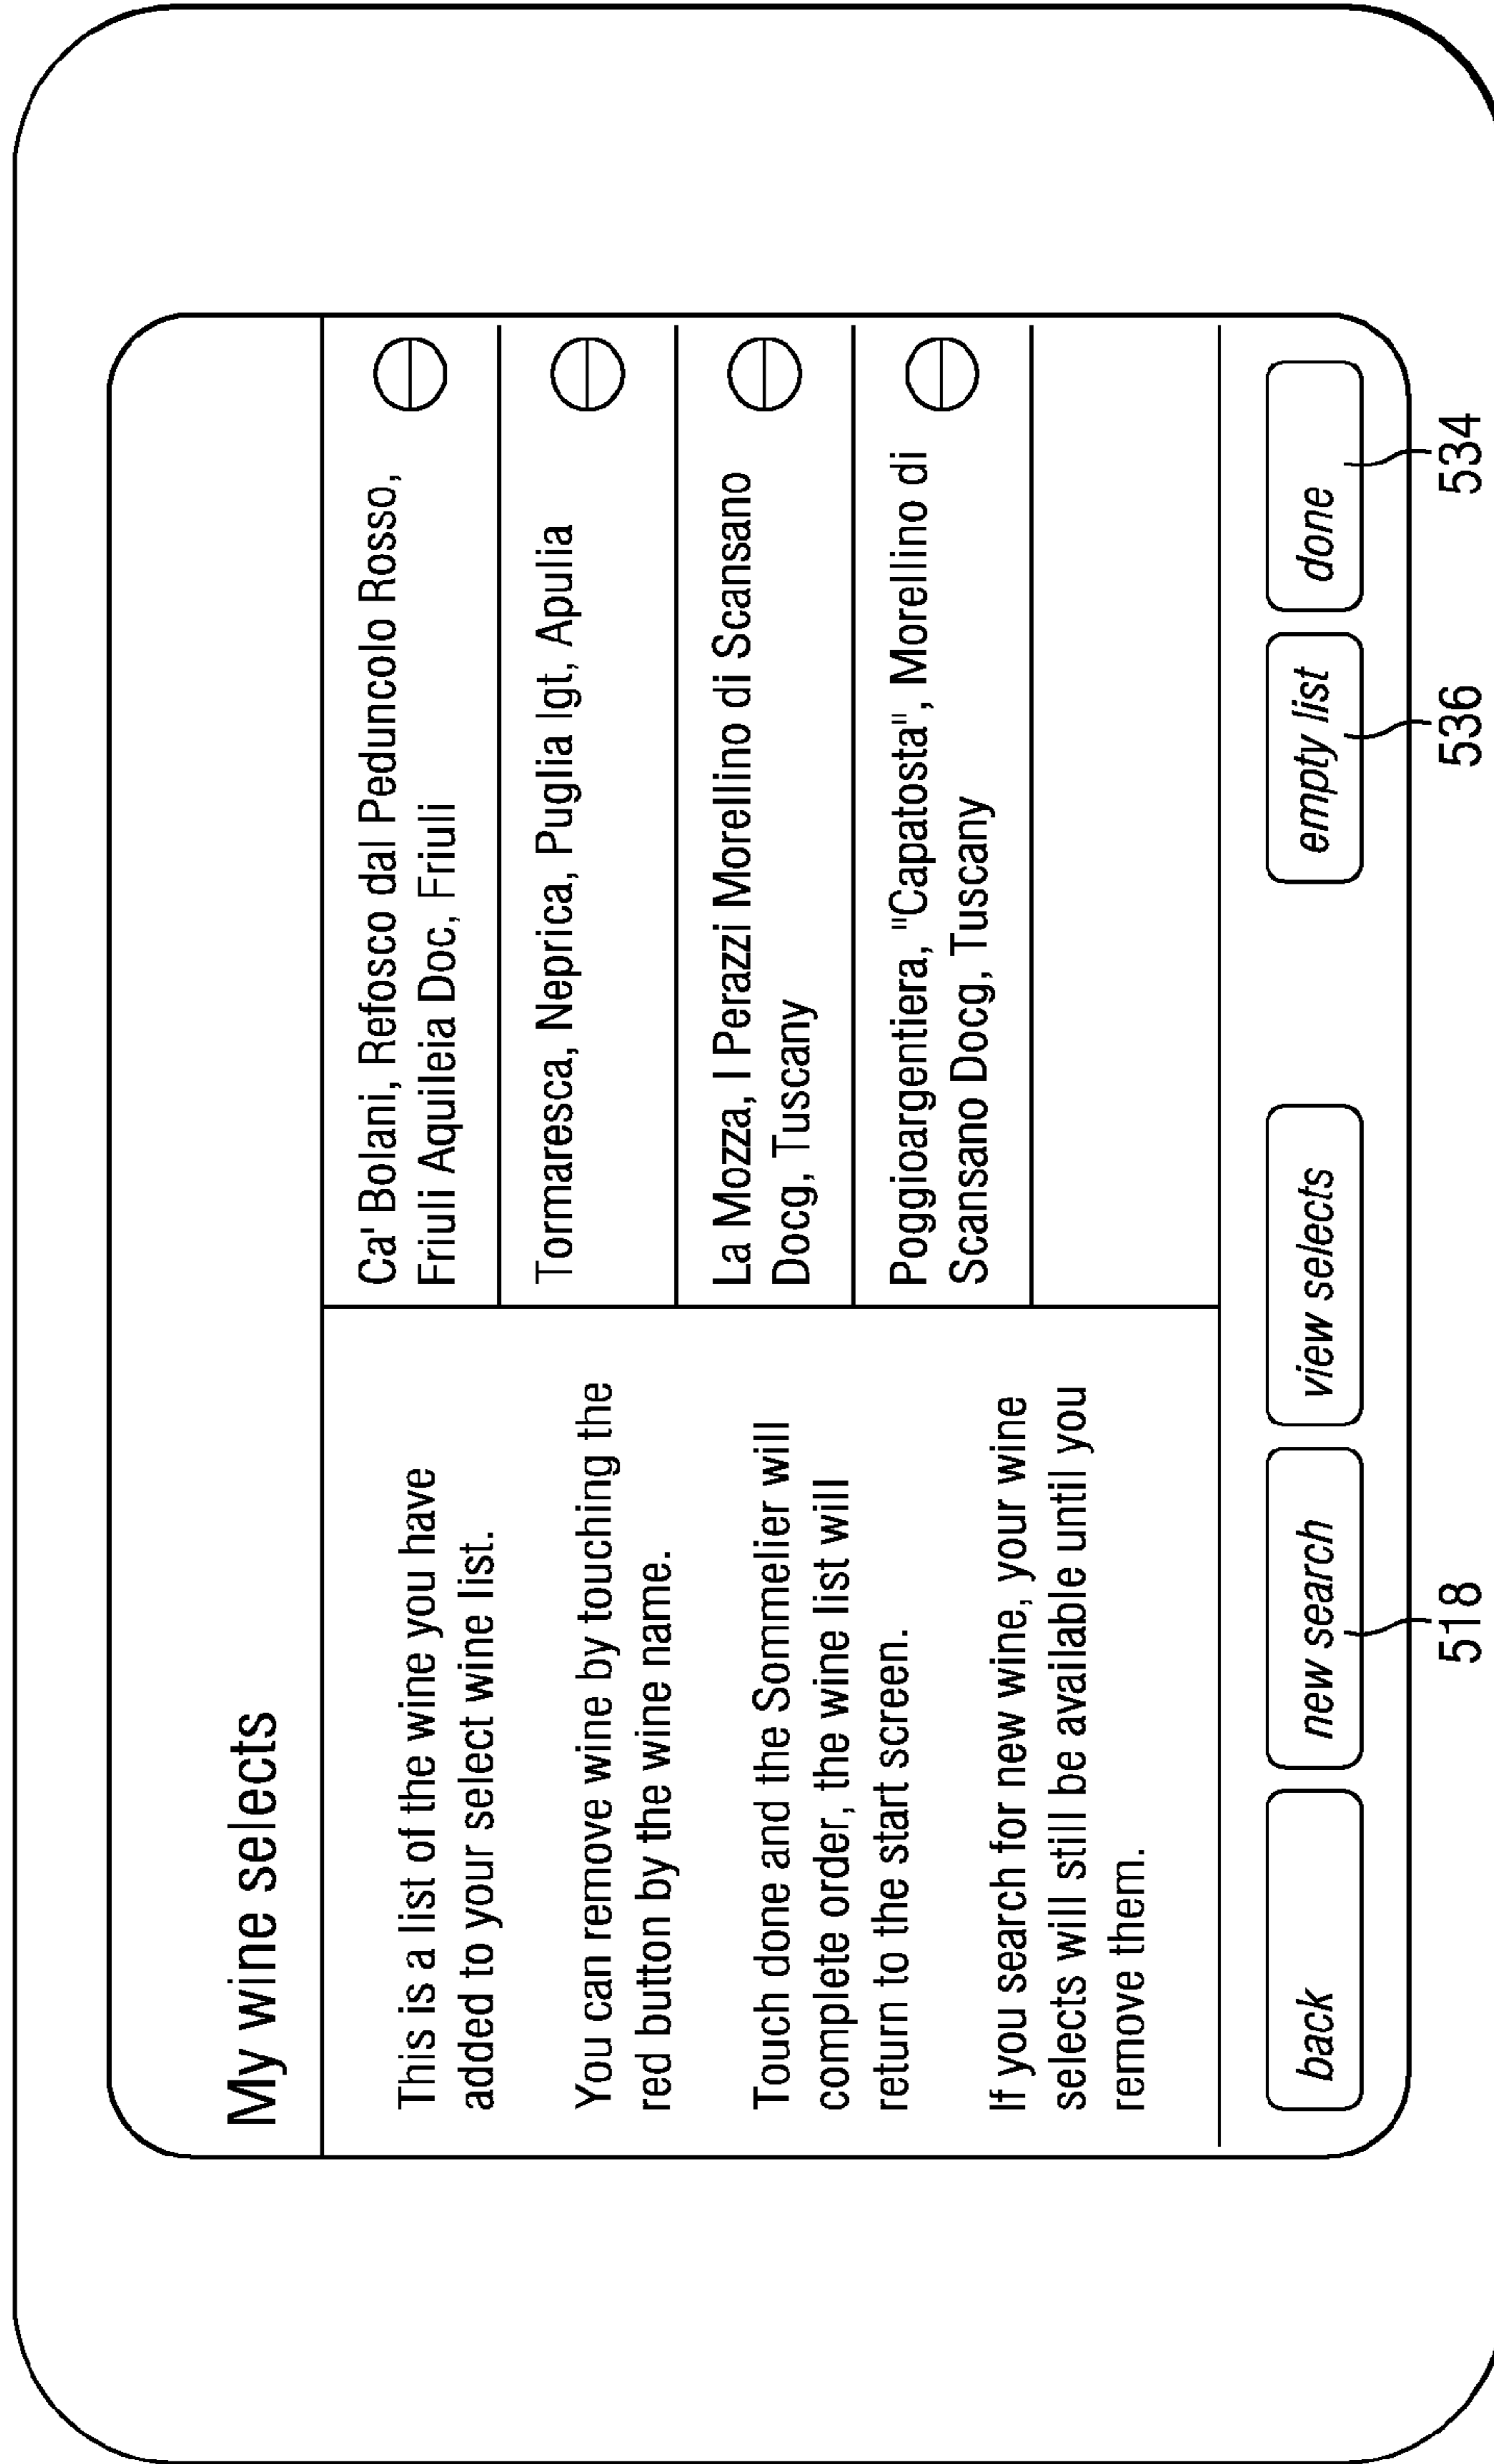 My wine selects
This is a list of the wine you have
added to your select wine list.
You can remove wine by touching the
red button by the wine name.
Touch done and the Sommelier will
complete order, the wine list will
return to the start screen.
If you search for new wine, your wine
selects will still be available until you
remove them.
Ca' Bolani, Refosco dal Peduncolo Rosso,
Friuli Aquileia Doc, Friuli
Tormaresca, Neprica, Puglia Igt, Apulia
La Mozza, I Perazzi Morellino di Scansano
Docg, Tuscany
Poggioargentiera, "Capatosta", Morellino di
Scansano Docg, Tuscany
back
new search
view selects
empty list
done
518
536
534